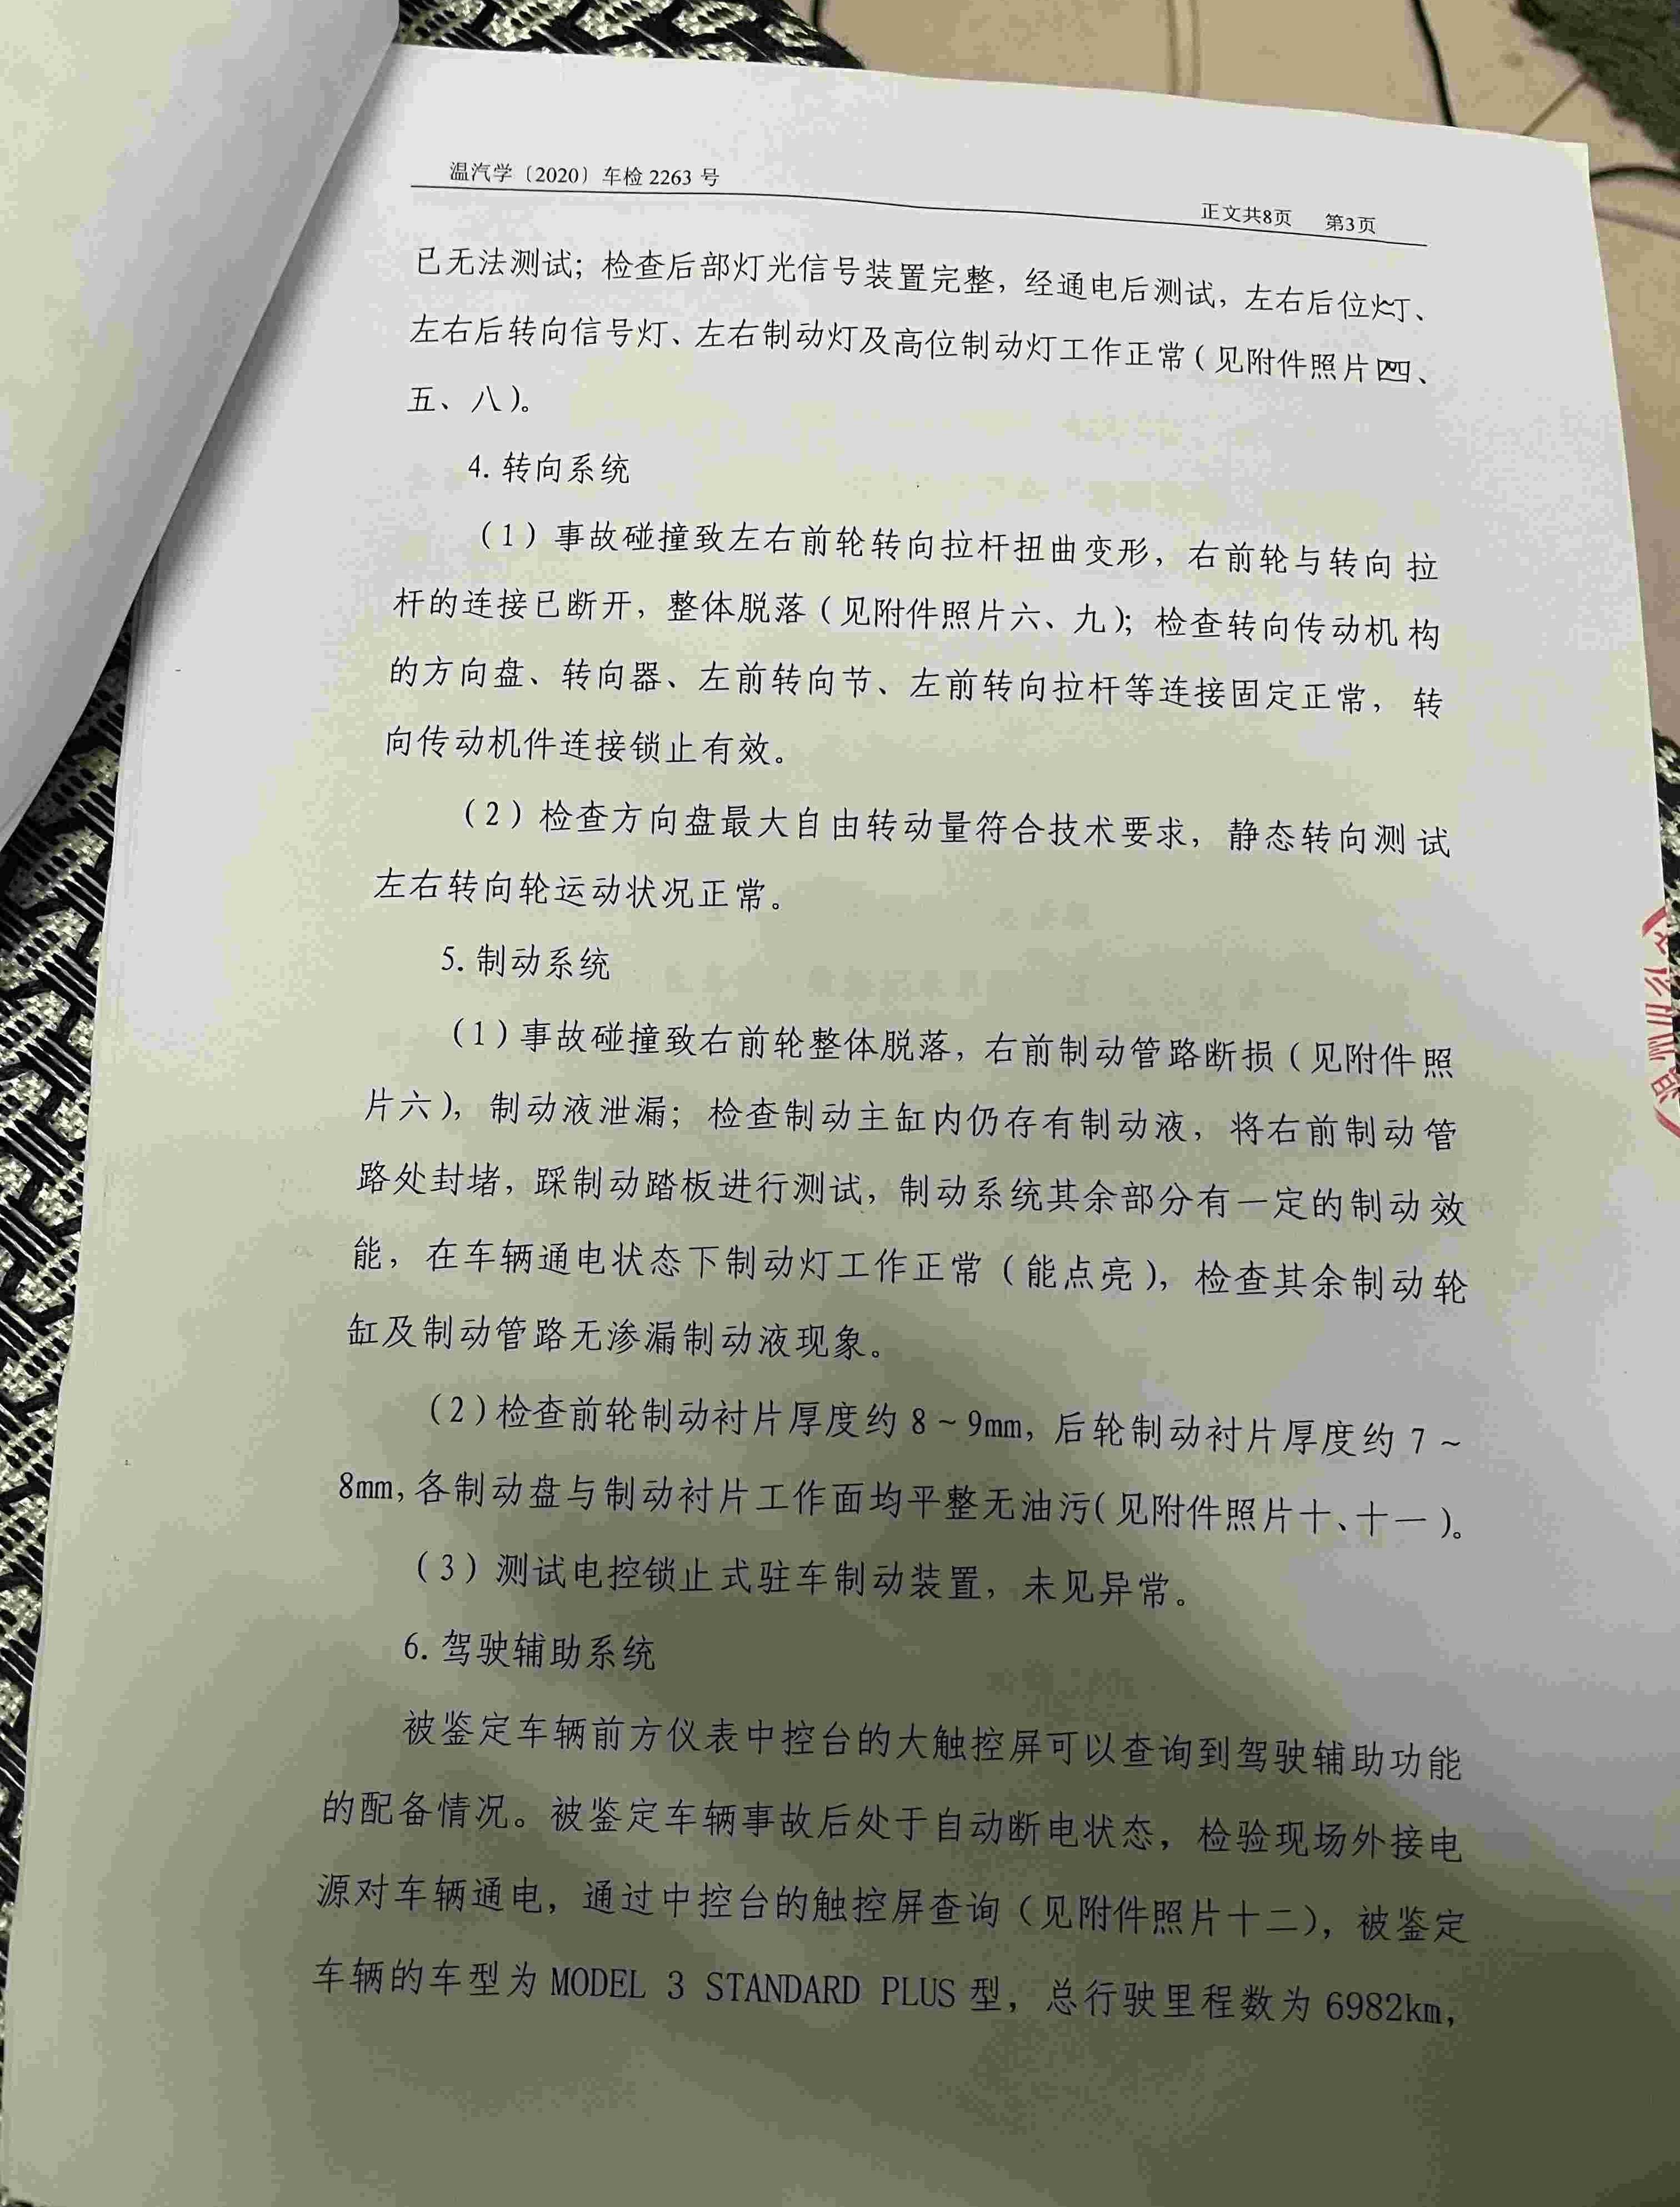 温汽学〔2020〕车检 2263 号
正文共8页 第3页
已无法测试；检查后部灯光信号装置完整，经通电后测试，左右后位灯、
左右后转向信号灯、左右制动灯及高位制动灯工作正常（见附件照片四、
五、八）。
4. 转向系统
（1）事故碰撞致左右前轮转向拉杆扭曲变形，右前轮与转向拉
杆的连接已断开，整体脱落（见附件照片六、九）；检查转向传动机构
的方向盘、转向器、左前转向节、左前转向拉杆等连接固定正常，转
向传动机件连接锁止有效。
（2）检查方向盘最大自由转动量符合技术要求，静态转向测试
左右转向轮运动状况正常。
5. 制动系统
（1）事故碰撞致右前轮整体脱落，右前制动管路断损（见附件照
片六），制动液泄漏；检查制动主缸内仍存有制动液，将右前制动管
路处封堵，踩制动踏板进行测试，制动系统其余部分有一定的制动效
能，在车辆通电状态下制动灯工作正常（能点亮），检查其余制动轮
缸及制动管路无渗漏制动液现象。
（2）检查前轮制动衬片厚度约 8～9mm，后轮制动衬片厚度约 7～
8mm，各制动盘与制动衬片工作面均平整无油污（见附件照片十、十一）。
（3）测试电控锁止式驻车制动装置，未见异常。
6. 驾驶辅助系统
被鉴定车辆前方仪表中控台的大触控屏可以查询到驾驶辅助功能
的配备情况。被鉴定车辆事故后处于自动断电状态，检验现场外接电
源对车辆通电，通过中控台的触控屏查询（见附件照片十二），被鉴定
车辆的车型为 MODEL 3 STANDARD PLUS 型，总行驶里程数为 6982km，